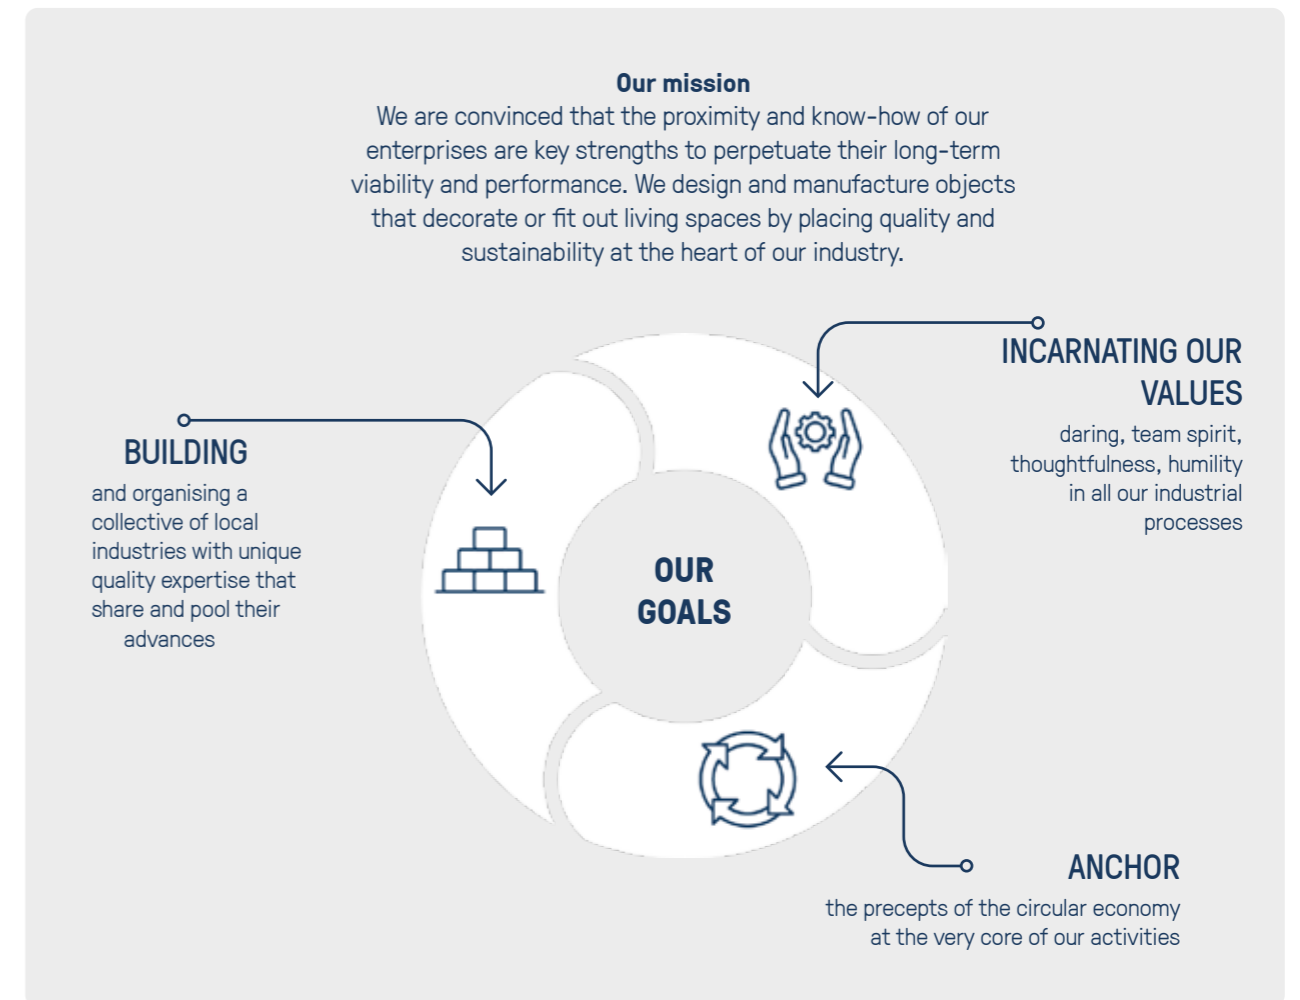 Our mission
We are convinced that the proximity and know-how of our
enterprises are key strengths to perpetuate their long-term
viability and performance. We design and manufacture objects
that decorate or fit out living spaces by placing quality and
sustainability at the heart of our industry.
INCARNATING OUR
VALUES
daring, team spirit,
thoughtfulness, humility
in all our industrial
processes
BUILDING
and organising a
collective of local
industries with unique
quality expertise that
share and pool their
advances
OUR
GOALS
ANCHOR
the precepts of the circular economy
at the very core of our activities